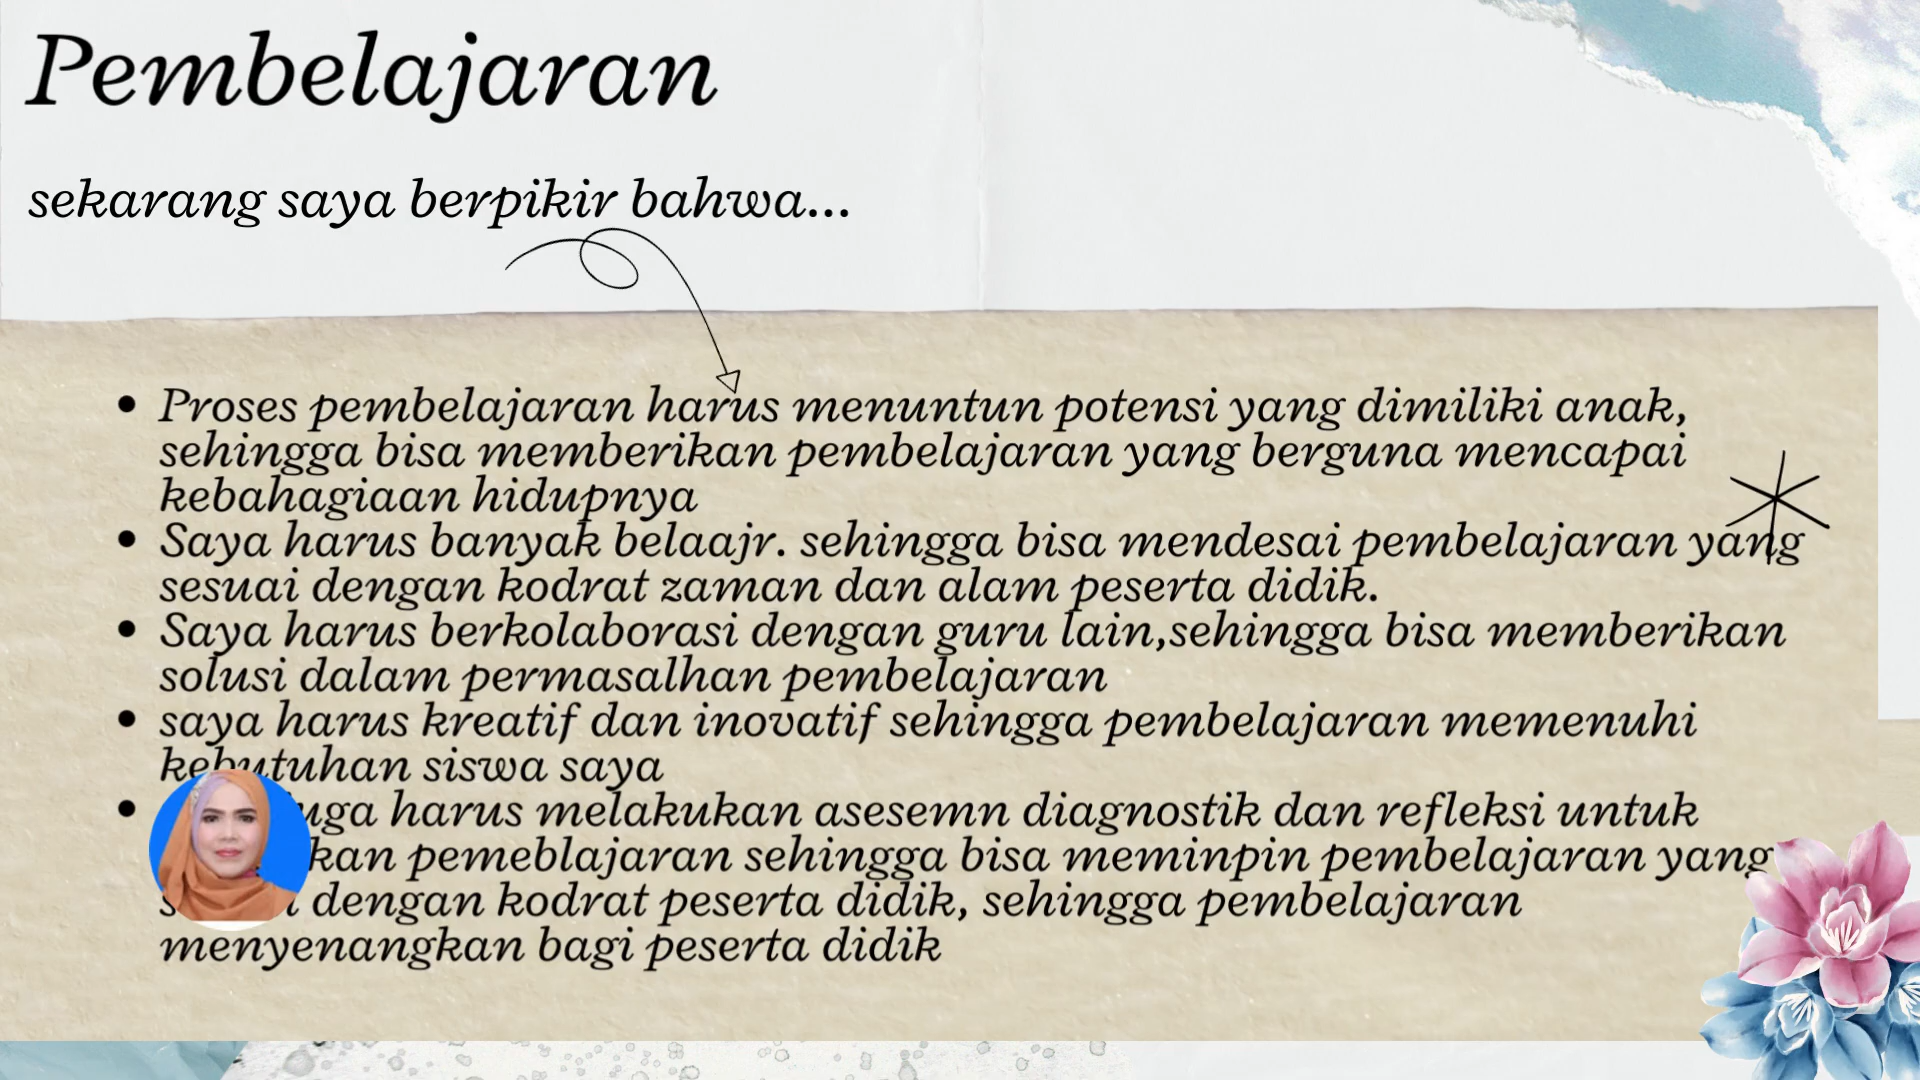 Pembelajaran
sekarang saya berpikir bahwa...
Proses pembelajaran harus menuntun potensi yang dimiliki anak,
sehingga bisa memberikan pembelajaran yang berguna mencapai
kebahagiaan hidupnya
Saya harus banyak belaajr. sehingga bisa mendesai pembelajaran yang
sesuai dengan kodrat zaman dan alam peserta didik.
Saya harus berkolaborasi dengan guru lain,sehingga bisa memberikan
solusi dalam permasalhan pembelajaran
saya harus kreatif dan inovatif sehingga pembelajaran memenuhi
kebutuhan siswa saya
harus melakukan asesemn diagnostik dan refleksi untuk
pemeblajaran sehingga bisa meminpin pembelajaran yang
dengan kodrat peserta didik, sehingga pembelajaran
menyenangkan bagi peserta didik